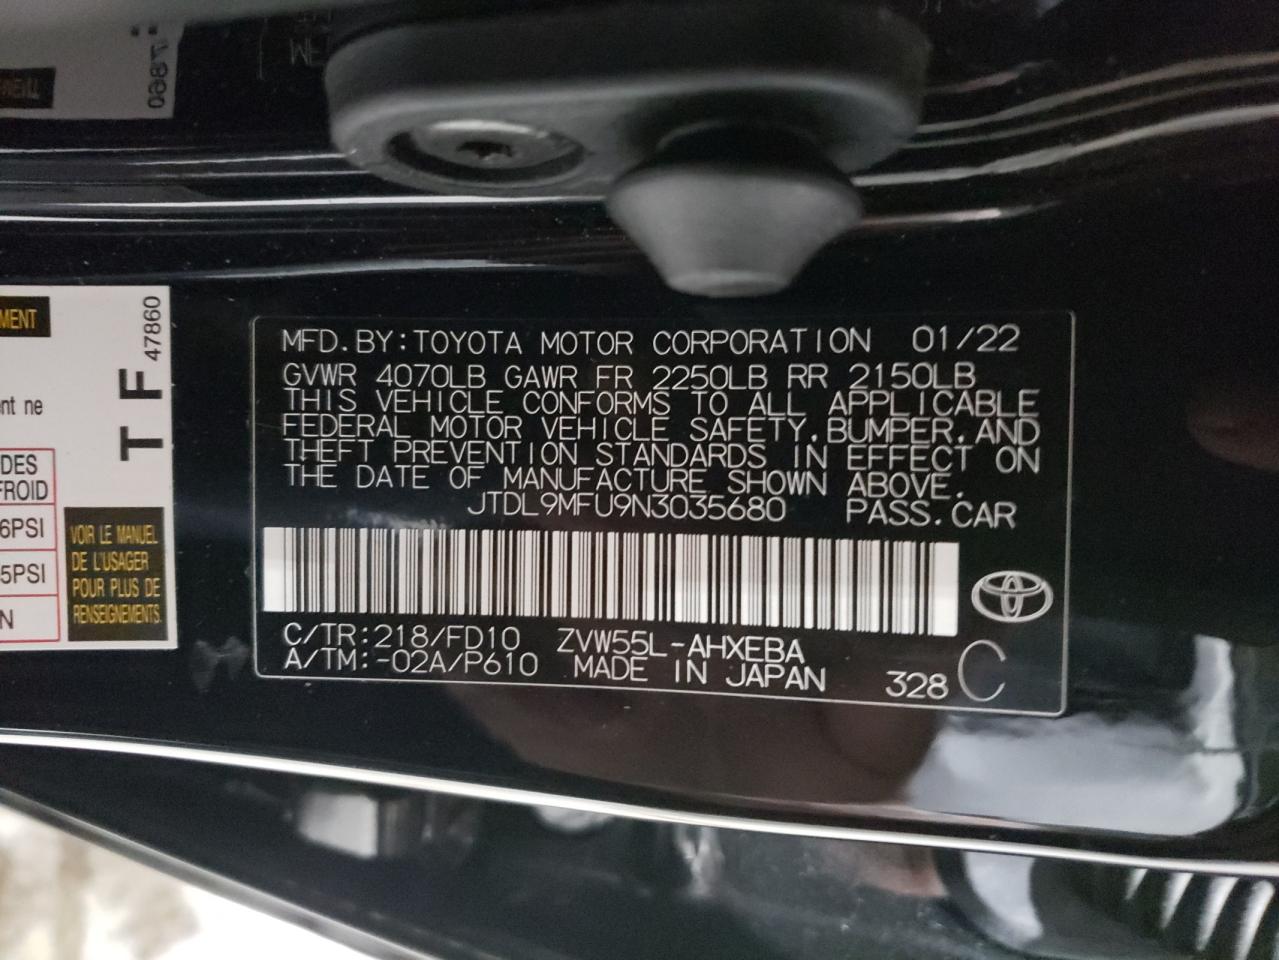 MENT
nt ne
DES
FROID
6PSI
5PSI
N
47860
T F
VOIR LE MANUEL
DE L'USAGER
POUR PLUS DE
RENSEIGNEMENTS.
MFD.BY:TOYOTA MOTOR CORPORATION 01/22
GVWR 4070LB GAWR FR 2250LB RR 2150LB
THIS VEHICLE CONFORMS TO ALL APPLICABLE
FEDERAL MOTOR VEHICLE SAFETY,BUMPER,AND
THEFT PREVENTION STANDARDS IN EFFECT ON
THE DATE OF MANUFACTURE SHOWN ABOVE.
JTDL9MFU9N3035680 PASS.CAR
C/TR:218/FD10 ZVW55L-AHXEBA
A/TM:-02A/P610 MADE IN JAPAN 328 C